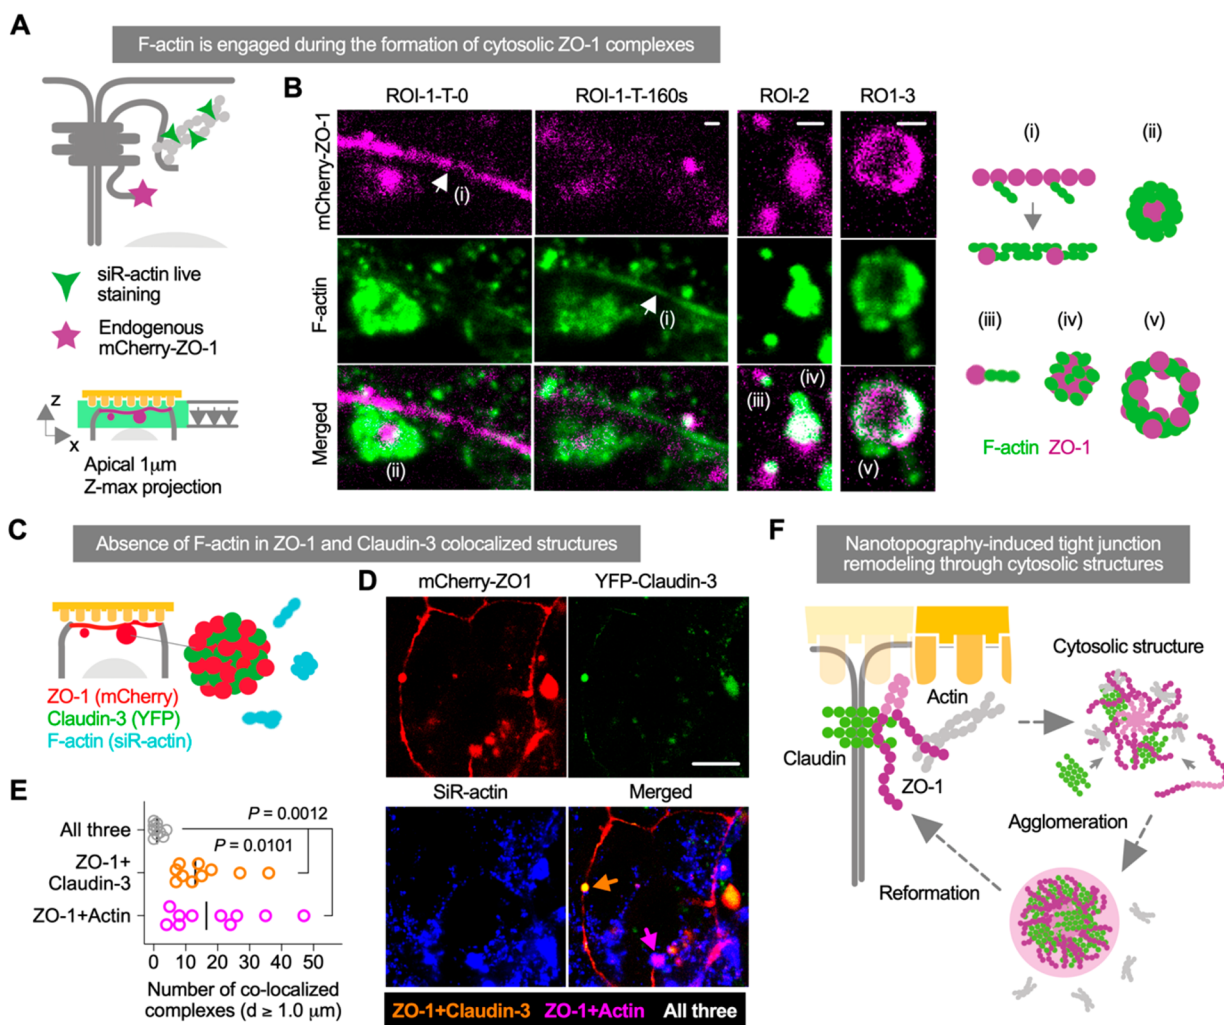 A
F-actin is engaged during the formation of cytosolic ZO-1 complexes
siR-actin live
staining
Endogenous
mCherry-ZO-1
Z
X
Apical 1μm
Z-max projection
B
ROI-1-T-0
ROI-1-T-160s
ROI-2
RO1-3
mCherry-ZO-1
F-actin
Merged
(i)
(i)
(ii)
(iii)
(iv)
(v)
(i)
(ii)
(iii)
(iv)
(v)
F-actin ZO-1
C
Absence of F-actin in ZO-1 and Claudin-3 colocalized structures
ZO-1 (mCherry)
Claudin-3 (YFP)
F-actin (siR-actin)
D
mCherry-ZO1
YFP-Claudin-3
SiR-actin
Merged
ZO-1+Claudin-3 ZO-1+Actin All three
E
P = 0.0012
All three
P = 0.0101
ZO-1+
Claudin-3
ZO-1+Actin
0 10 20 30 40 50
Number of co-localized
complexes (d ≥ 1.0 μm)
F
Nanotopography-induced tight junction
remodeling through cytosolic structures
Cytosolic structure
Actin
Claudin
ZO-1
Agglomeration
Reformation